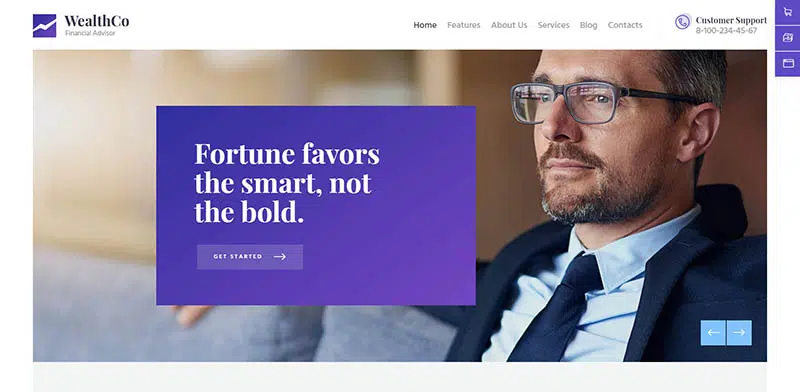 WealthCo
Financial Advisor
Home Features About Us Services Blog Contacts
Customer Support
8-100-234-45-67
Fortune favors
the smart, not
the bold.
GET STARTED